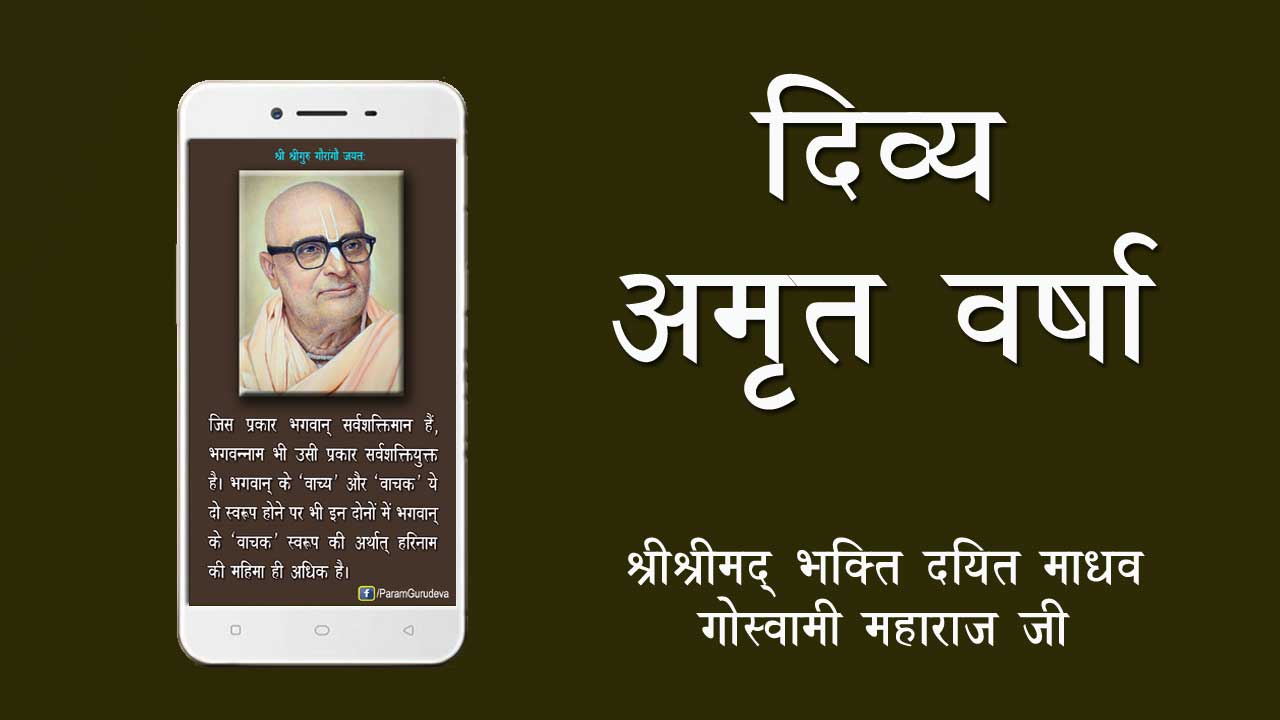 श्री श्रीगुरु गौरांगौ जयत:
जिस प्रकार भगवान् सर्वशक्तिमान हैं,
भगवन्नाम भी उसी प्रकार सर्वशक्तियुक्त
है। भगवान् के ‘वाच्य’ और ‘वाचक’ ये
दो स्वरूप होने पर भी इन दोनों में भगवान्
के ‘वाचक’ स्वरूप की अर्थात् हरिनाम
की महिमा ही अधिक है।
f /ParamGurudeva
दिव्य
अमृत वर्षा
श्रीश्रीमद् भक्ति दयित माधव
गोस्वामी महाराज जी